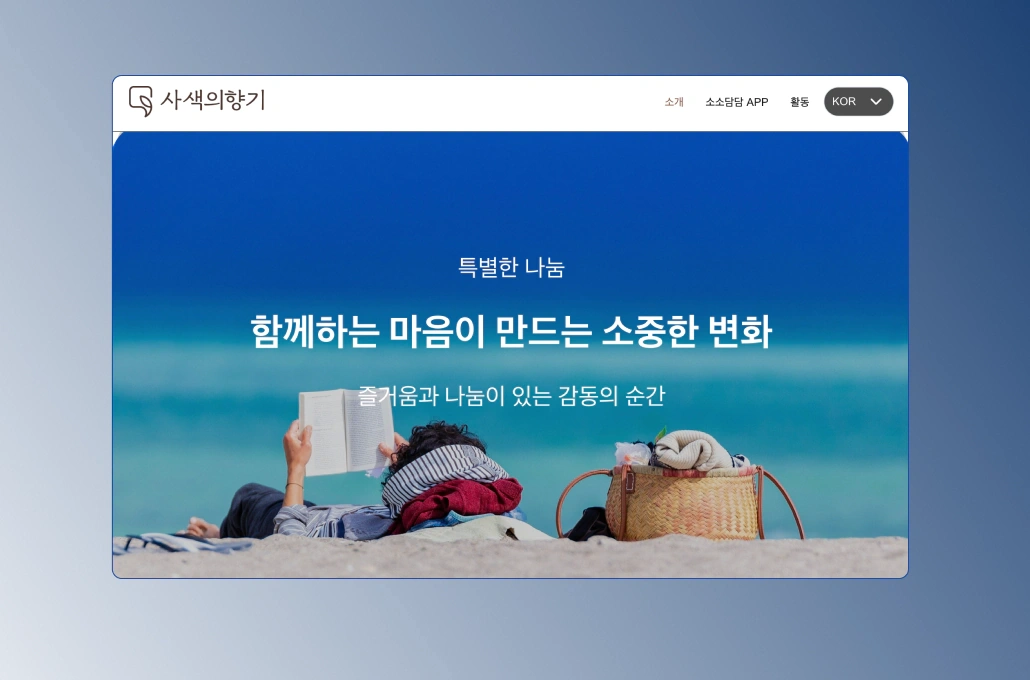 사색의향기
소개 소소담담 APP 활동 KOR
특별한 나눔
함께하는 마음이 만드는 소중한 변화
즐거움과 나눔이 있는 감동의 순간